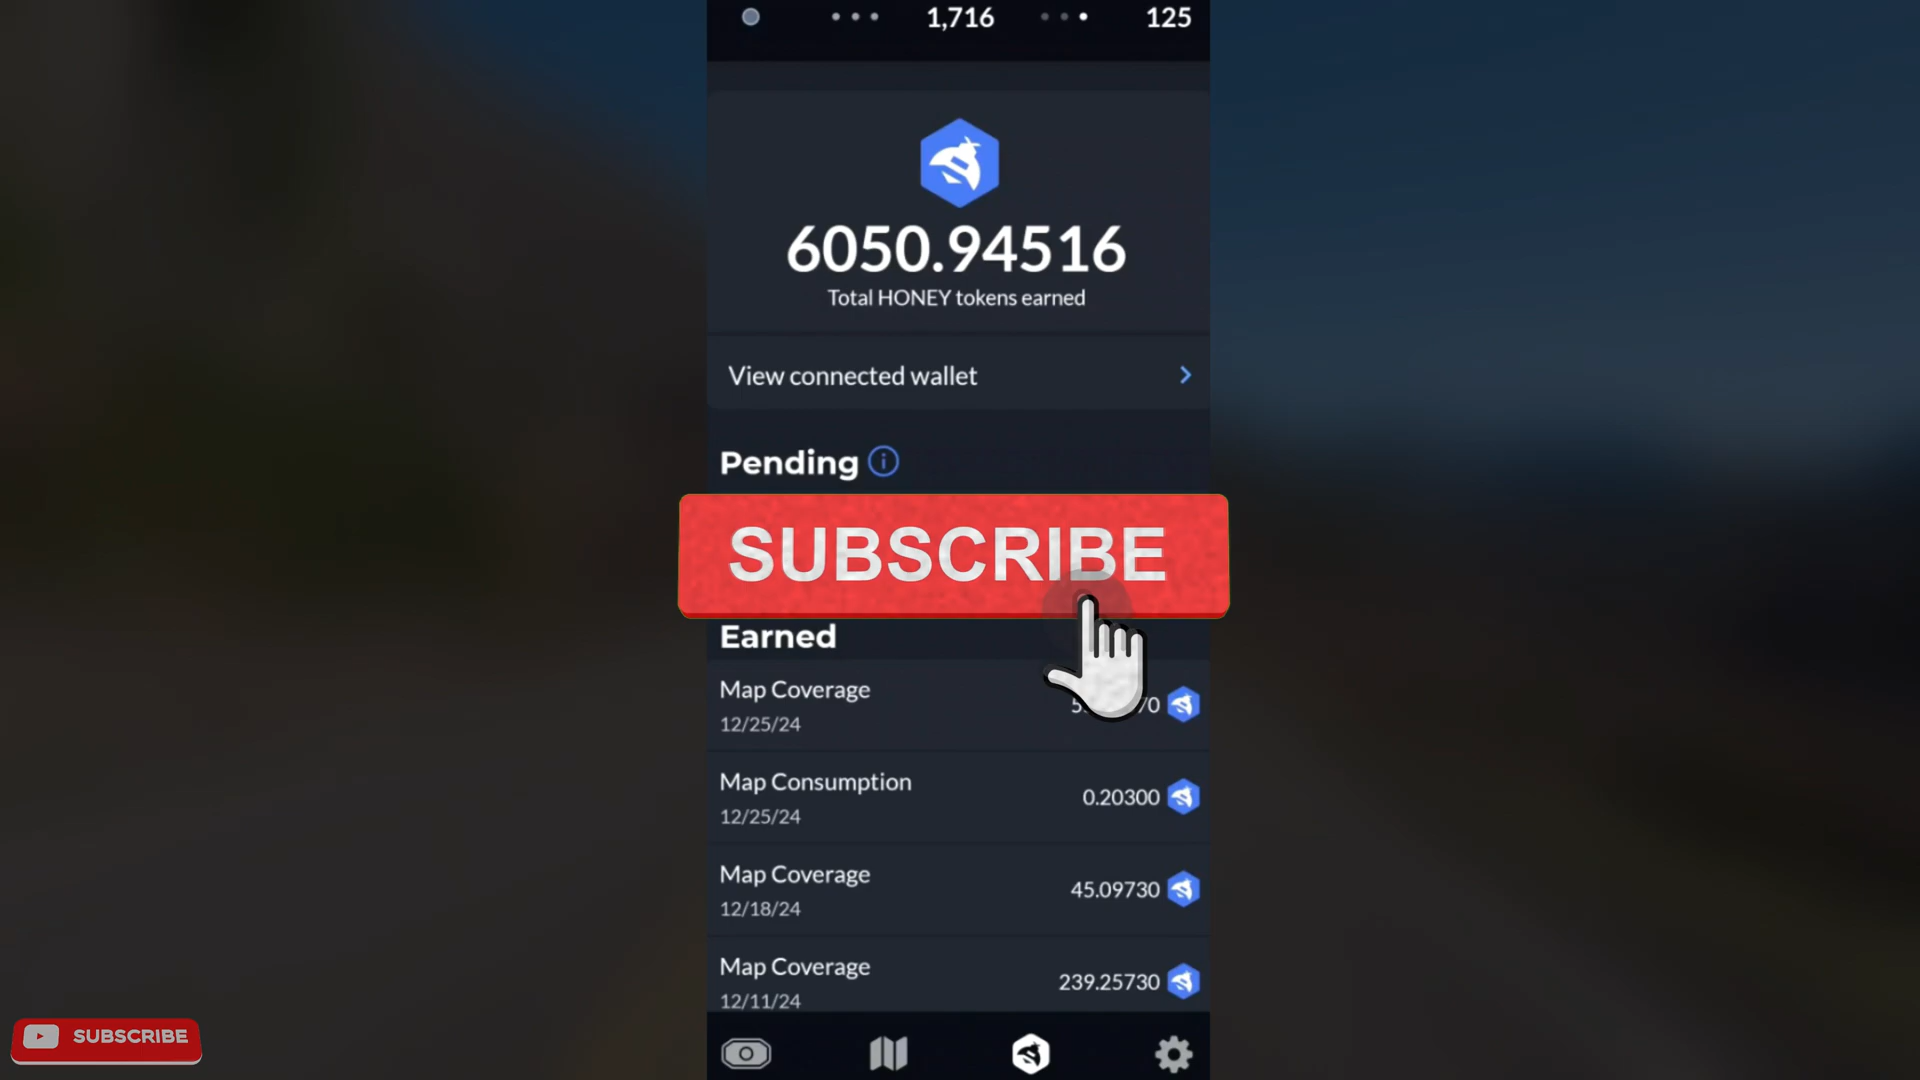 1,716
125
6050.94516
Total HONEY tokens earned
View connected wallet
Pending
SUBSCRIBE
Earned
Map Coverage
12/25/24
Map Consumption
0.20300
12/25/24
Map Coverage
45.09730
12/18/24
Map Coverage
239.25730
12/11/24
SUBSCRIBE